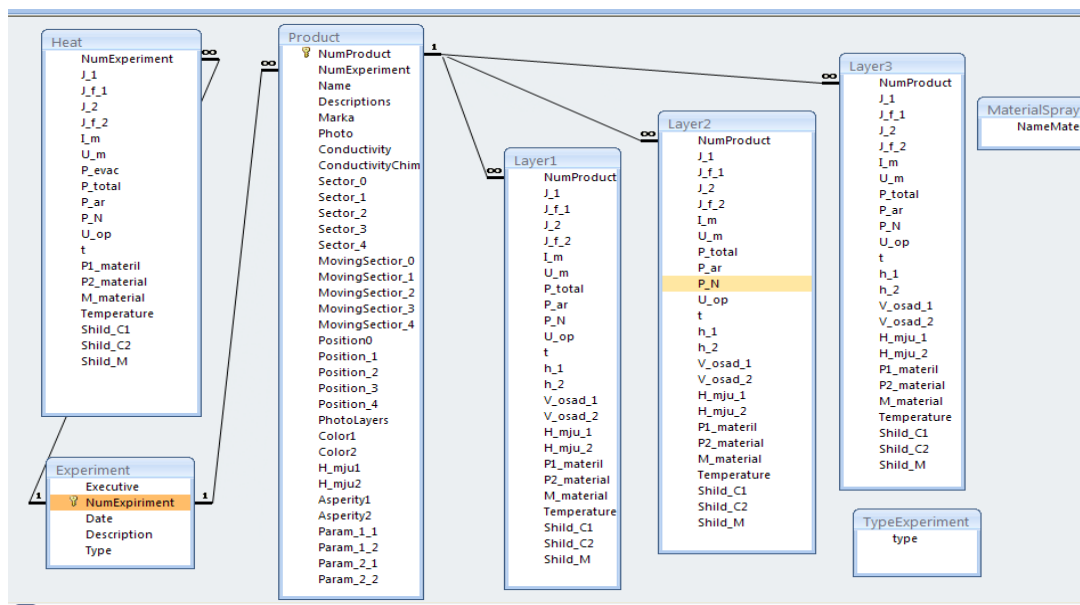 Heat
NumExperiment
J_1
J_f_1
J_2
J_f_2
I_m
U_m
P_evac
P_total
P_ar
P_N
U_op
t
P1_materil
P2_material
M_material
Temperature
Shild_C1
Shild_C2
Shild_M
∞
1
Experiment
Executive
NumExpiriment
Date
Description
Type
1
∞
Product
NumProduct
NumExperiment
Name
Descriptions
Marka
Photo
Conductivity
ConductivityChim
Sector_0
Sector_1
Sector_2
Sector_3
Sector_4
MovingSectior_0
MovingSectior_1
MovingSectior_2
MovingSectior_3
MovingSectior_4
Position0
Position_1
Position_2
Position_3
Position_4
PhotoLayers
Color1
Color2
H_mju1
H_mju2
Asperity1
Asperity2
Param_1_1
Param_1_2
Param_2_1
Param_2_2
1
∞
Layer1
NumProduct
J_1
J_f_1
J_2
J_f_2
I_m
U_m
P_total
P_ar
P_N
U_op
t
h_1
h_2
V_osad_1
V_osad_2
H_mju_1
H_mju_2
P1_materil
P2_material
M_material
Temperature
Shild_C1
Shild_C2
Shild_M
∞
Layer2
NumProduct
J_1
J_f_1
J_2
J_f_2
I_m
U_m
P_total
P_ar
P_N
U_op
t
h_1
h_2
V_osad_1
V_osad_2
H_mju_1
H_mju_2
P1_materil
P2_material
M_material
Temperature
Shild_C1
Shild_C2
Shild_M
∞
Layer3
NumProduct
J_1
J_f_1
J_2
J_f_2
I_m
U_m
P_total
P_ar
P_N
U_op
t
h_1
h_2
V_osad_1
V_osad_2
H_mju_1
H_mju_2
P1_materil
P2_material
M_material
Temperature
Shild_C1
Shild_C2
Shild_M
MaterialSpray
NameMate
TypeExperiment
type